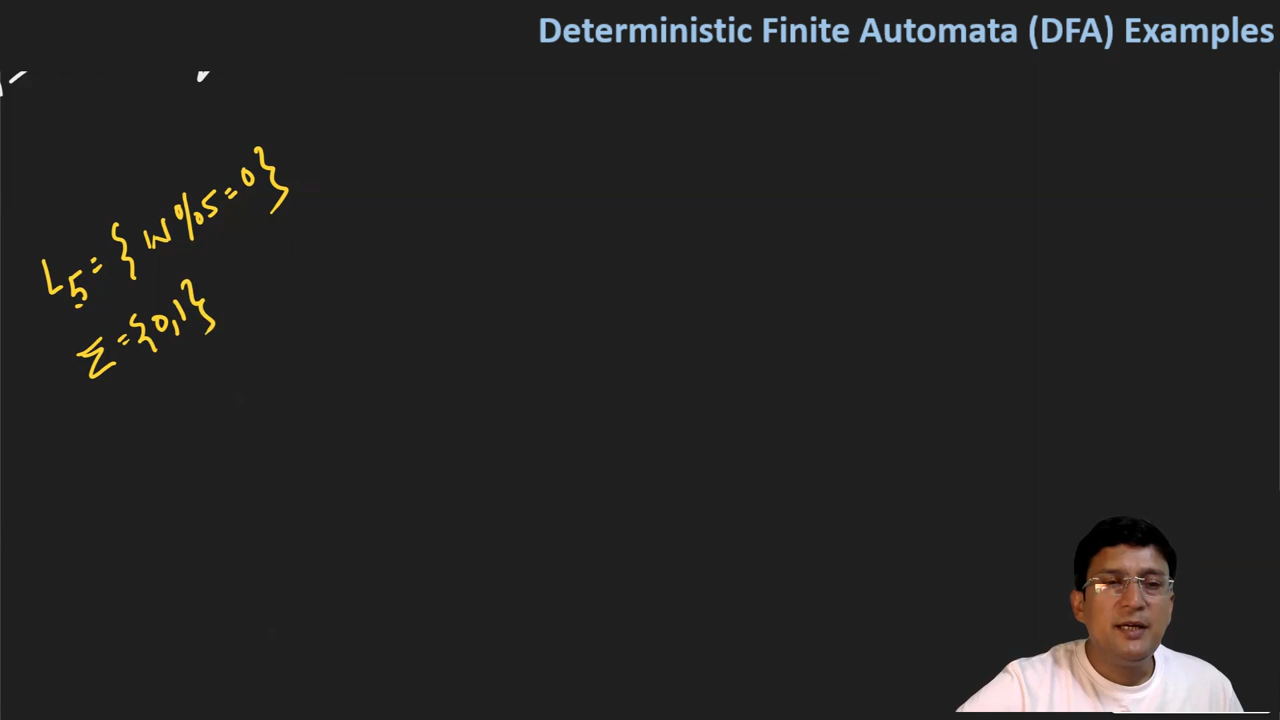 Deterministic Finite Automata (DFA) Examples
L5 = {W%5=0}
Σ = {0,1}